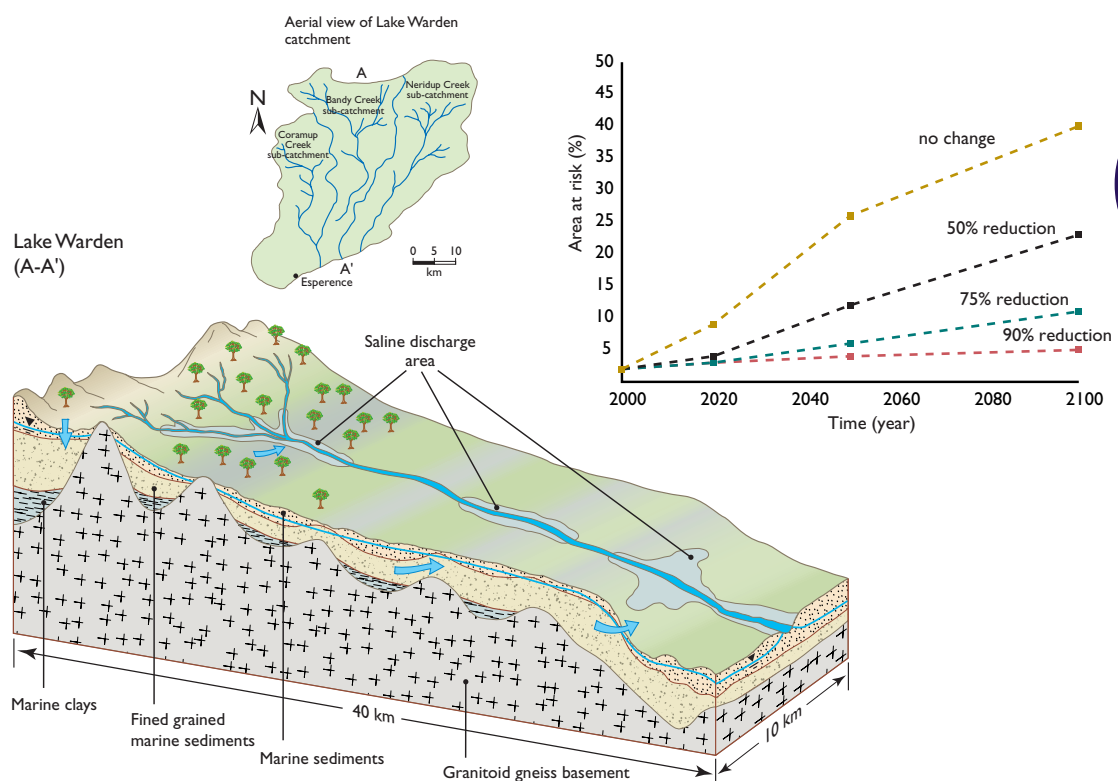 Aerial view of Lake Warden
catchment
A
N
Neridup Creek
sub-catchment
Bandy Creek
sub-catchment
Coramup
Creek
sub-catchment
Lake Warden
(A-A')
A'
0 5 10
km
Esperence
Area at risk (%)
50
45
40
35
30
25
20
15
10
5
no change
50% reduction
75% reduction
90% reduction
2000 2020 2040 2060 2080 2100
Time (year)
Saline discharge
area
Marine clays
Fined grained
marine sediments
Marine sediments
Granitoid gneiss basement
40 km
10 km